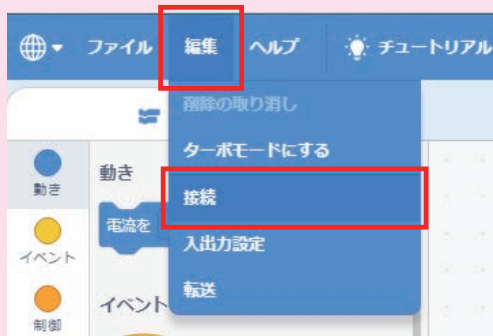 ファイル 編集 ヘルプ チュートリアル
削除の取り消し
ターボモードにする
接続
入出力設定
転送
動き
動き
電流を
イベント
イベント
制御